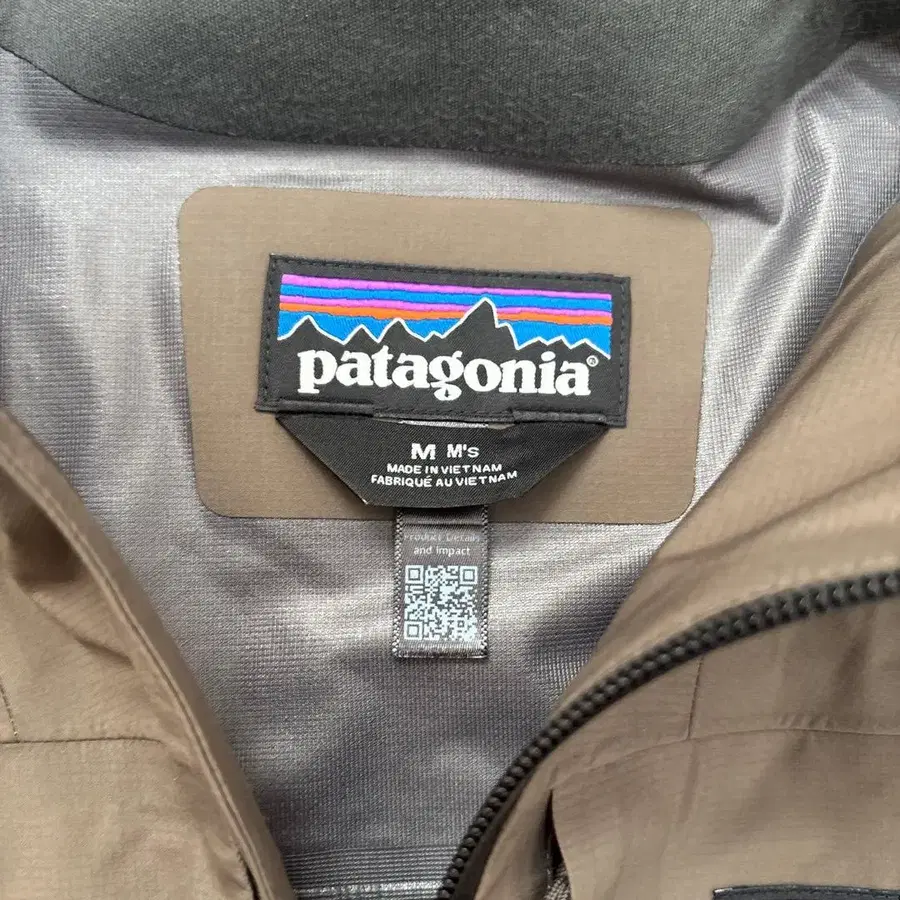 patagonia®
M M's
MADE IN VIETNAM
FABRIQUÉ AU VIETNAM
Product Details
and Impact